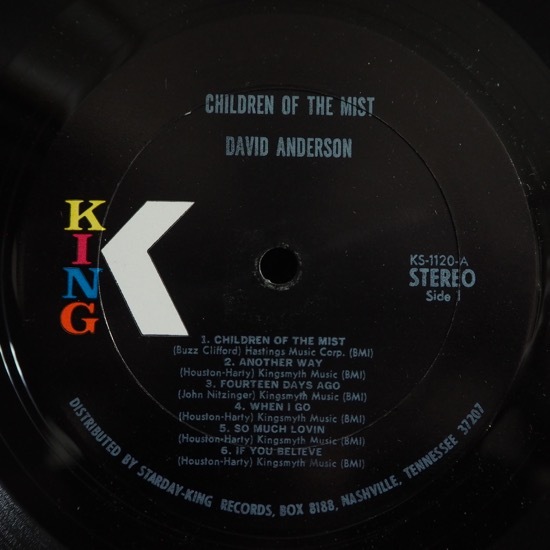 CHILDREN OF THE MIST
DAVID ANDERSON
KING
KS-1120-A
STEREO
Side 1
1. CHILDREN OF THE MIST
(Buzz Clifford) Hastings Music Corp. (BMI)
2. ANOTHER WAY
(Houston-Harty) Kingsmyth Music (BMI)
3. FOURTEEN DAYS AGO
(John Nitzinger) Kingsmyth Music (BMI)
4. WHEN I GO
(Houston-Harty) Kingsmyth Music (BMI)
5. SO MUCH LOVIN
(Houston-Harty) Kingsmyth Music (BMI)
6. IF YOU BELIEVE
(Houston-Harty) Kingsmyth Music (BMI)
DISTRIBUTED BY STARDAY-KING RECORDS, BOX 8188, NASHVILLE, TENNESSEE 37207